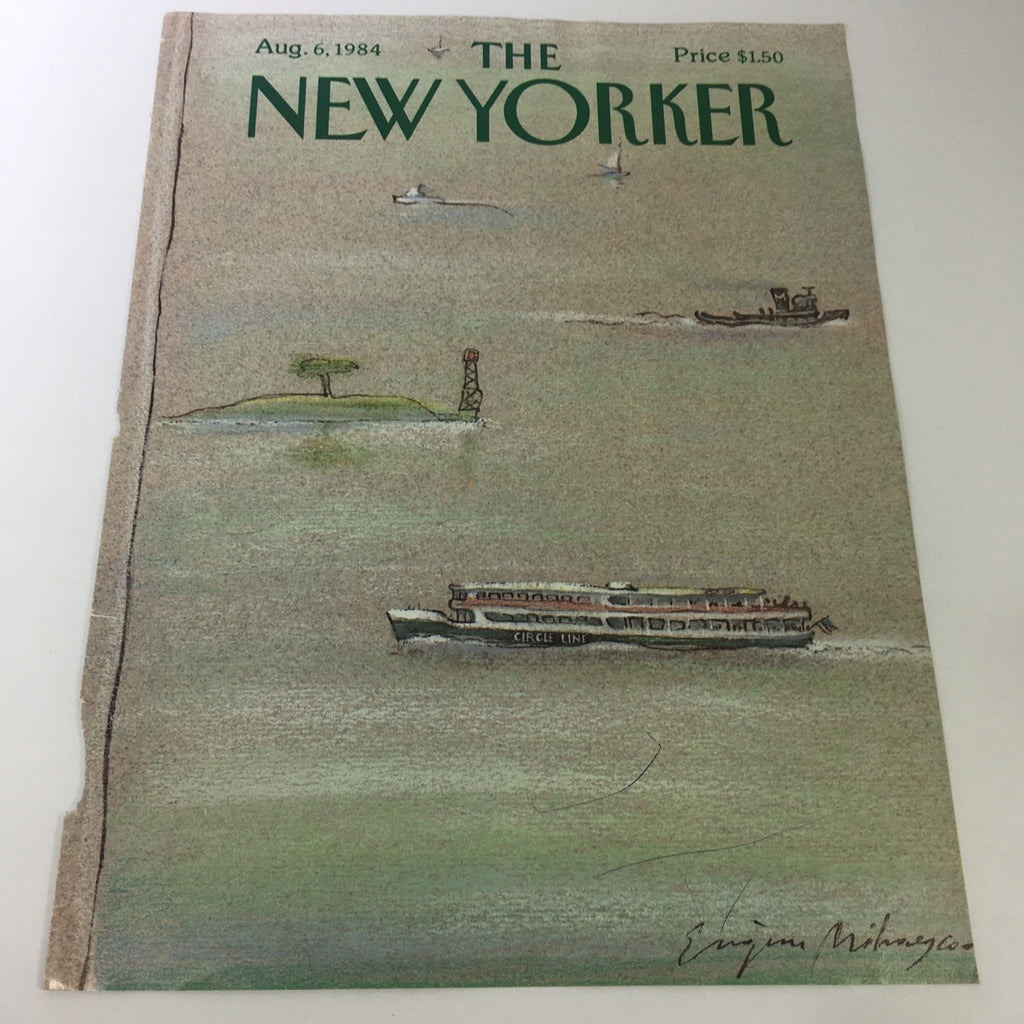 Aug. 6, 1984
THE
Price $1.50
NEW YORKER
CIRCLE LINE
Eugène Mihaesco